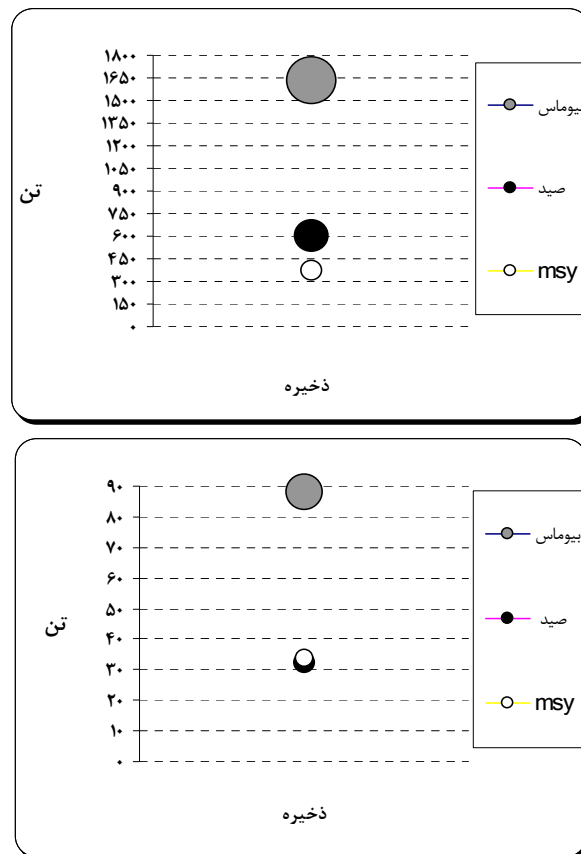 ۱۸۰۰
۱۶۵۰
۱۵۰۰
۱۳۵۰
۱۲۰۰
۱۰۵۰
۹۰۰
۷۵۰
۶۰۰
۴۵۰
۳۰۰
۱۵۰
۰
تن
ذخیره
بیوماس
صید
msy
۹۰
۸۰
۷۰
۶۰
۵۰
۴۰
۳۰
۲۰
۱۰
۰
تن
ذخیره
بیوماس
صید
msy